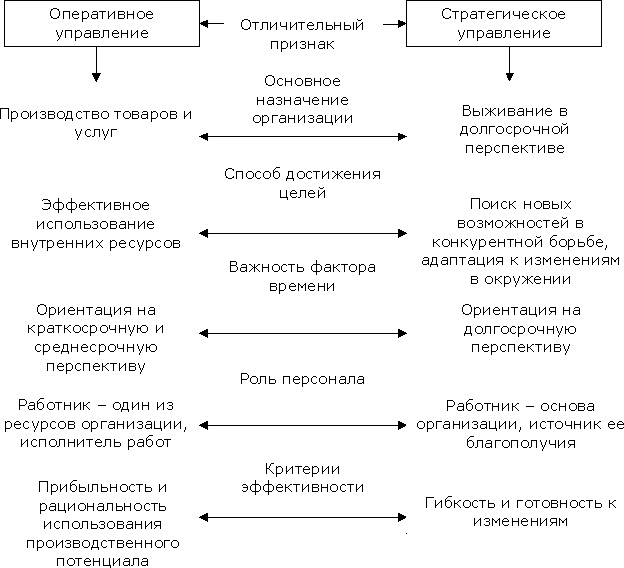 Оперативное
управление
Отличительный
признак
Стратегическое
управление
Основное
назначение
организации
Производство товаров и
услуг
Выживание в
долгосрочной
перспективе
Способ достижения
целей
Эффективное
использование
внутренних ресурсов
Поиск новых
возможностей в
конкурентной борьбе,
адаптация к изменениям
в окружении
Важность фактора
времени
Ориентация на
краткосрочную и
среднесрочную
перспективу
Ориентация на
долгосрочную
перспективу
Роль персонала
Работник – один из
ресурсов организации,
исполнитель работ
Работник – основа
организации, источник ее
благополучия
Критерии
эффективности
Прибыльность и
рациональность
использования
производственного
потенциала
Гибкость и готовность к
изменениям